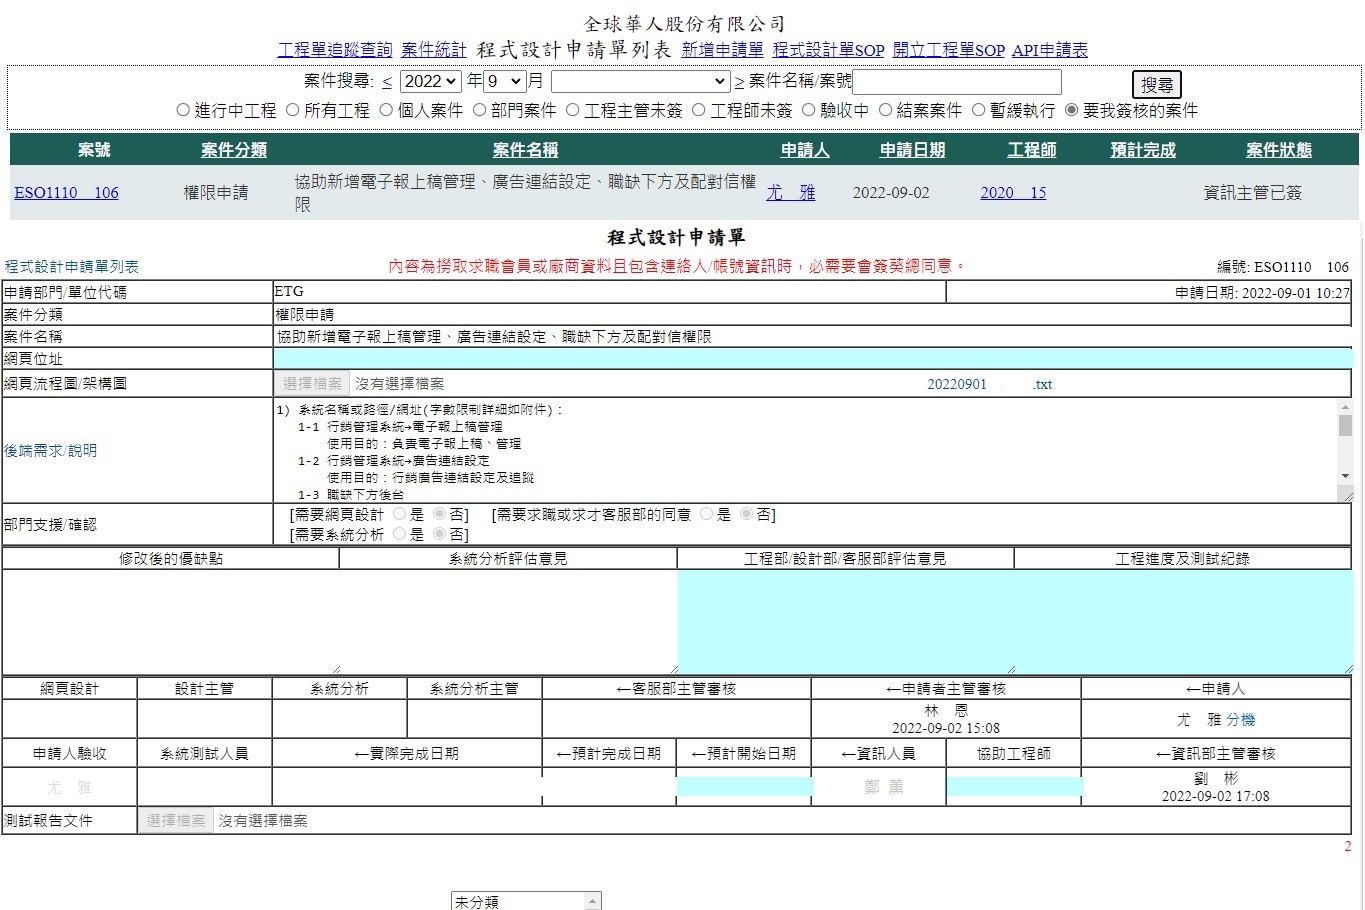 全球華人股份有限公司
工程單追蹤查詢 案件統計 程式設計申請單列表 新增申請單 程式設計單SOP 開立工程單SOP API申請表
案件搜尋: < 2022 年 9 月 > 案件名稱/案號 搜尋
進行中工程 所有工程 個人案件 部門案件 工程主管未簽 工程師未簽 驗收中 結案案件 暫緩執行 要我簽核的案件
案號 案件分類 案件名稱 申請人 申請日期 工程師 預計完成 案件狀態
ESO1110 106 權限申請 協助新增電子報上稿管理、廣告連結設定、職缺下方及配對信權限 尤 雅 2022-09-02 2020 15 資訊主管已簽
程式設計申請單
程式設計申請單列表 內容為撈取求職會員或廠商資料且包含連絡人/帳號資訊時，必需要會簽葵總同意。 編號: ESO1110 106
申請部門/單位代碼 ETG 申請日期: 2022-09-01 10:27
案件分類 權限申請
案件名稱 協助新增電子報上稿管理、廣告連結設定、職缺下方及配對信權限
網頁位址
網頁流程圖/架構圖 選擇檔案 沒有選擇檔案 20220901 .txt
後端需求/說明
1) 系統名稱或路徑/網址(字數限制詳細如附件)：
1-1 行銷管理系統→電子報上稿管理
使用目的：負責電子報上稿、管理
1-2 行銷管理系統→廣告連結設定
使用目的：行銷廣告連結設定及追蹤
1-3 職缺下方後台
部門支援/確認 [需要網頁設計 是 否] [需要求職或求才客服部的同意 是 否]
[需要系統分析 是 否]
修改後的優缺點 系統分析評估意見 工程部/設計部/客服部評估意見 工程進度及測試紀錄
網頁設計 設計主管 系統分析 系統分析主管 ←客服部主管審核 ←申請者主管審核 ←申請人
林 恩
2022-09-02 15:08
尤 雅 分機
申請人驗收 系統測試人員 ←實際完成日期 ←預計完成日期 ←預計開始日期 ←資訊人員 協助工程師 ←資訊部主管審核
尤 雅 鄭 薰 劉 彬
2022-09-02 17:08
測試報告文件 選擇檔案 沒有選擇檔案
2
未分類